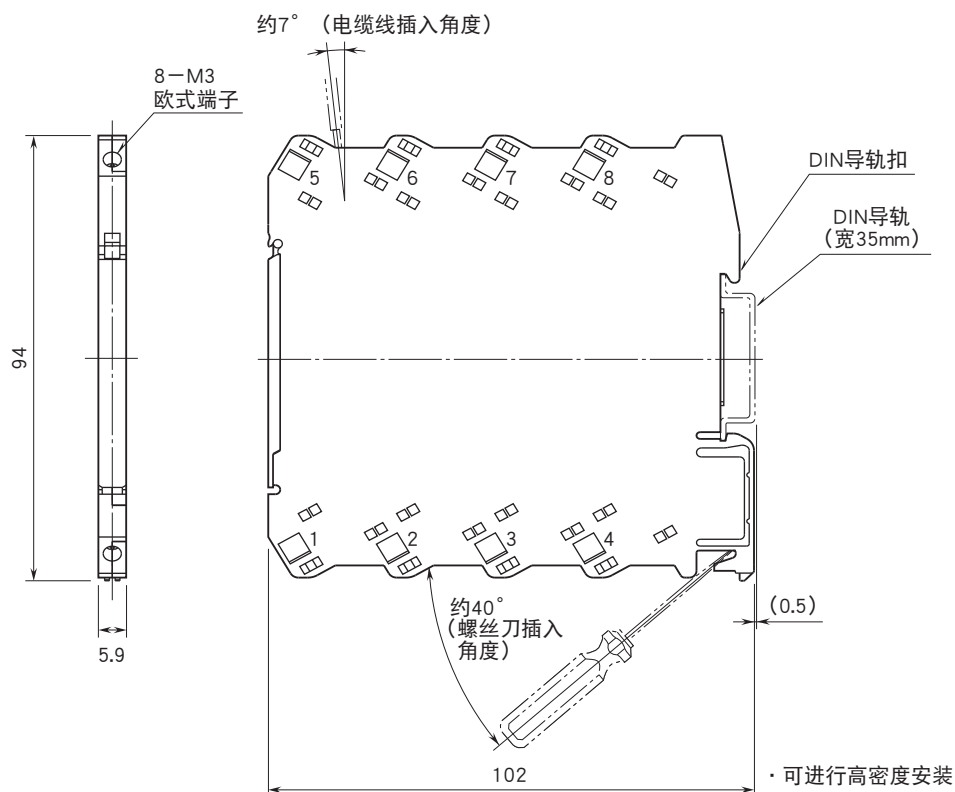 约7°（电缆线插入角度）
8－M3
欧式端子
5
6
7
8
DIN导轨扣
DIN导轨
（宽35mm）
94
1
2
3
4
约40°
（螺丝刀插入
角度）
（0.5）
5.9
102
・可进行高密度安装